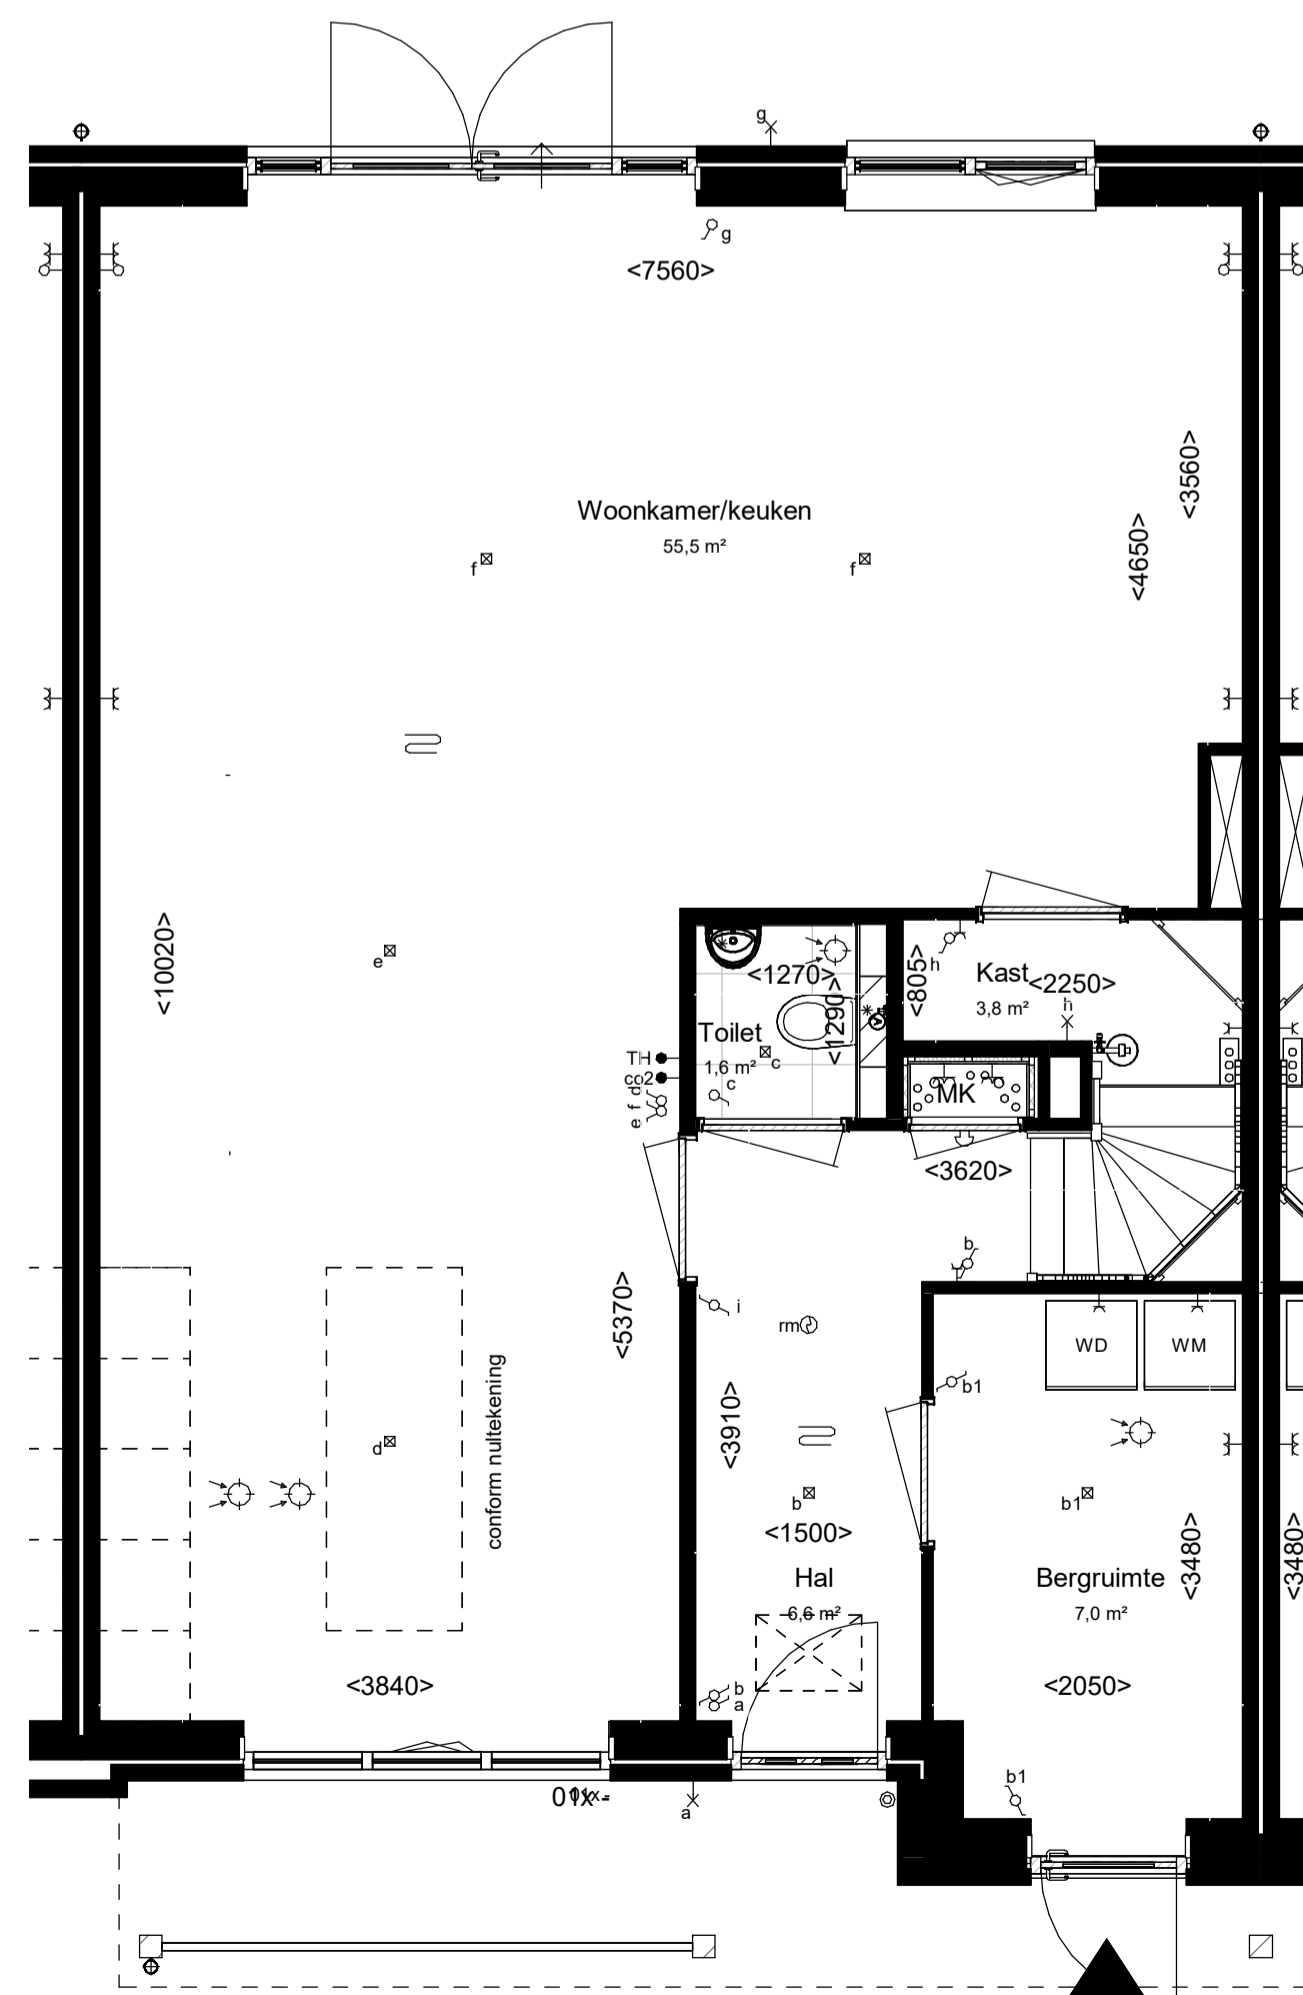 g
g
<7560>
<3560>
<4650>
Woonkamer/keuken
55,5 m²
f
f
<10020>
e
<1270>
<1290>
<805>
h
Kast
<2250>
3,8 m²
h
Toilet
1,6 m²
c
c
TH
co2
d
f
e
MK
<3620>
b
<5370>
i
rm
WD
WM
b1
conform nultekening
<3910>
d
b
b1
<1500>
<3480>
<3480>
Hal
6,6 m²
Bergruimte
7,0 m²
<3840>
<2050>
b
a
b1
01x-
a